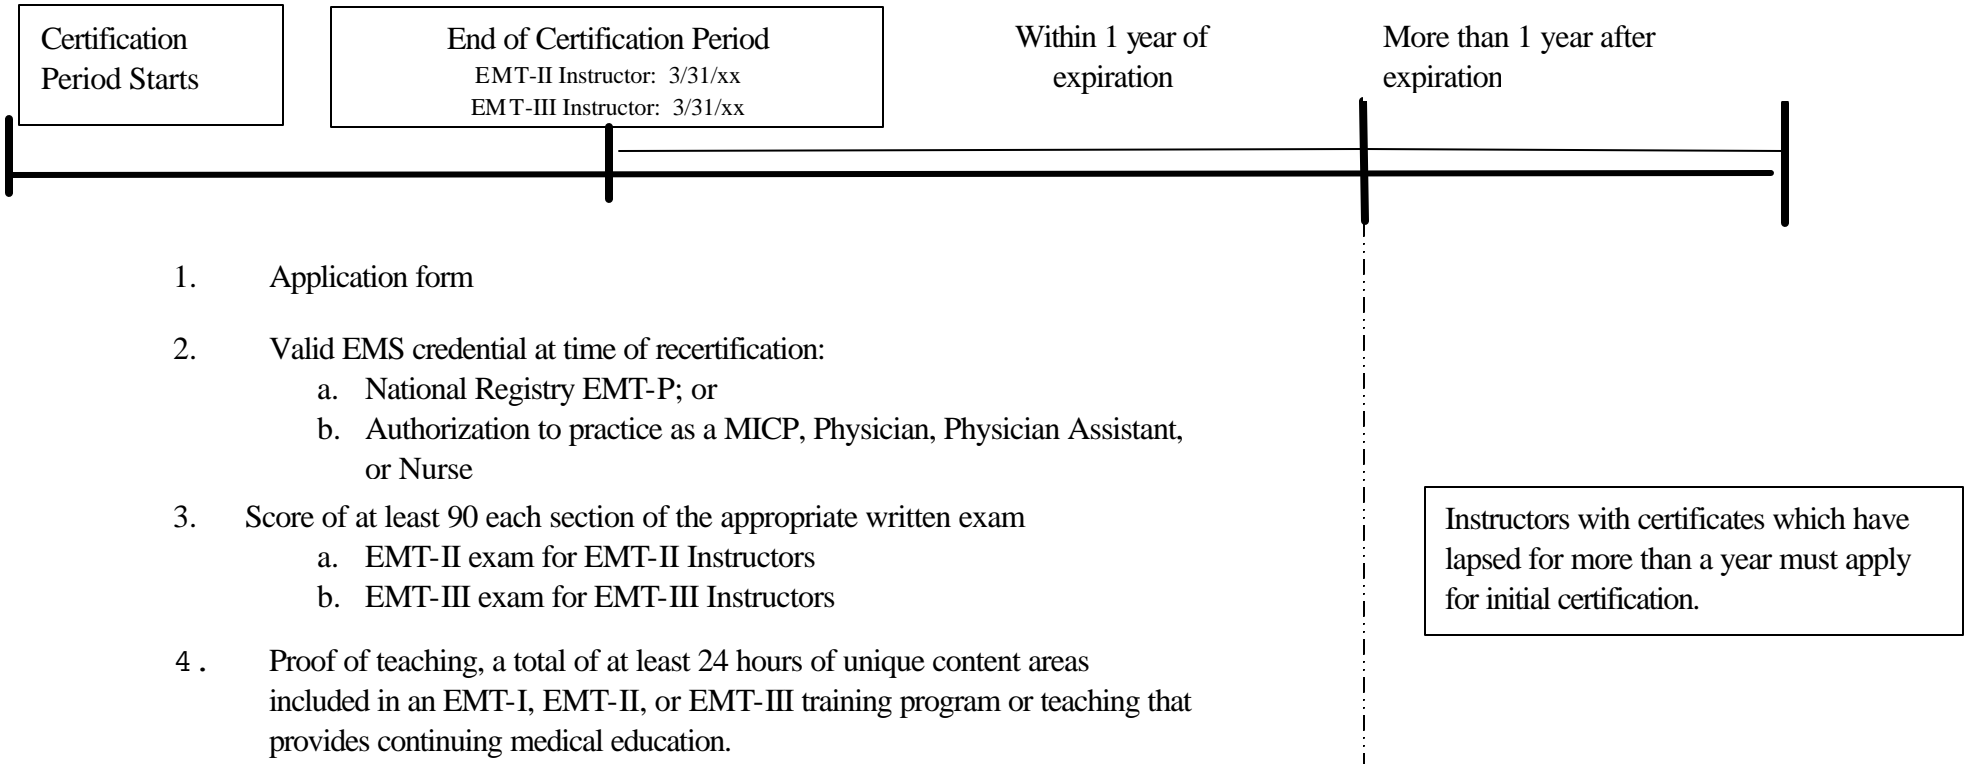 Certification
Period Starts
End of Certification Period
EMT-II Instructor: 3/31/xx
EMT-III Instructor: 3/31/xx
Within 1 year of
expiration
More than 1 year after
expiration
1. Application form
2. Valid EMS credential at time of recertification:
a. National Registry EMT-P; or
b. Authorization to practice as a MICP, Physician, Physician Assistant,
or Nurse
3. Score of at least 90 each section of the appropriate written exam
a. EMT-II exam for EMT-II Instructors
b. EMT-III exam for EMT-III Instructors
4. Proof of teaching, a total of at least 24 hours of unique content areas
included in an EMT-I, EMT-II, or EMT-III training program or teaching that
provides continuing medical education.
Instructors with certificates which have
lapsed for more than a year must apply
for initial certification.